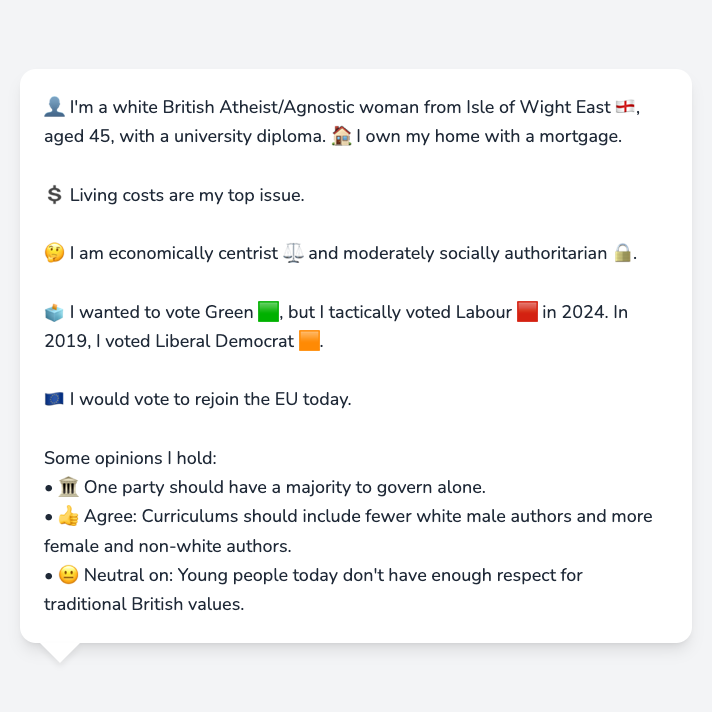 👤 I'm a white British Atheist/Agnostic woman from Isle of Wight East 🏴󠁧󠁢󠁥󠁮󠁧󠁿,
aged 45, with a university diploma. 🏠 I own my home with a mortgage.
💲 Living costs are my top issue.
🤔 I am economically centrist ⚖️ and moderately socially authoritarian 🔒.
🗳️ I wanted to vote Green 🟩, but I tactically voted Labour 🟥 in 2024. In
2019, I voted Liberal Democrat 🟧.
🇪🇺 I would vote to rejoin the EU today.
Some opinions I hold:
• 🏛️ One party should have a majority to govern alone.
• 👍 Agree: Curriculums should include fewer white male authors and more
female and non-white authors.
• 😐 Neutral on: Young people today don't have enough respect for
traditional British values.